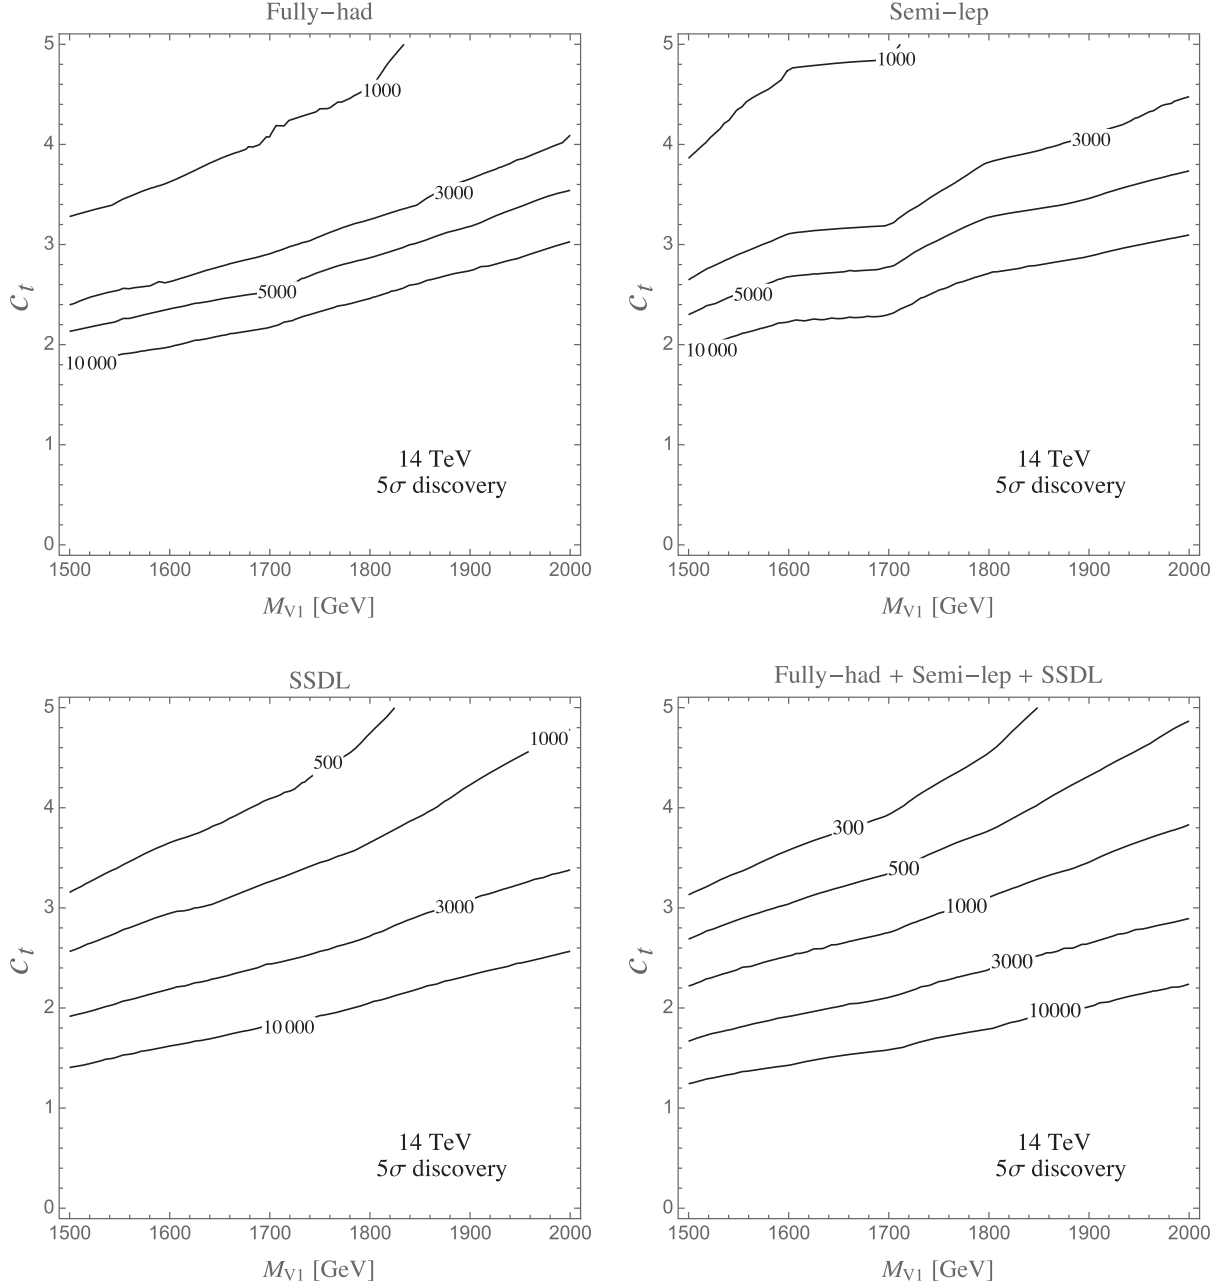 Fully−had
5
4
3
2
1
0
c_t
1000
3000
5000
10 000
14 TeV
5σ discovery
1500 1600 1700 1800 1900 2000
M_V1 [GeV]
Semi−lep
5
4
3
2
1
0
c_t
1000
3000
5000
10 000
14 TeV
5σ discovery
1500 1600 1700 1800 1900 2000
M_V1 [GeV]
SSDL
5
4
3
2
1
0
c_t
500
1000
3000
10 000
14 TeV
5σ discovery
1500 1600 1700 1800 1900 2000
M_V1 [GeV]
Fully−had + Semi−lep + SSDL
5
4
3
2
1
0
c_t
300
500
1000
3000
10000
14 TeV
5σ discovery
1500 1600 1700 1800 1900 2000
M_V1 [GeV]